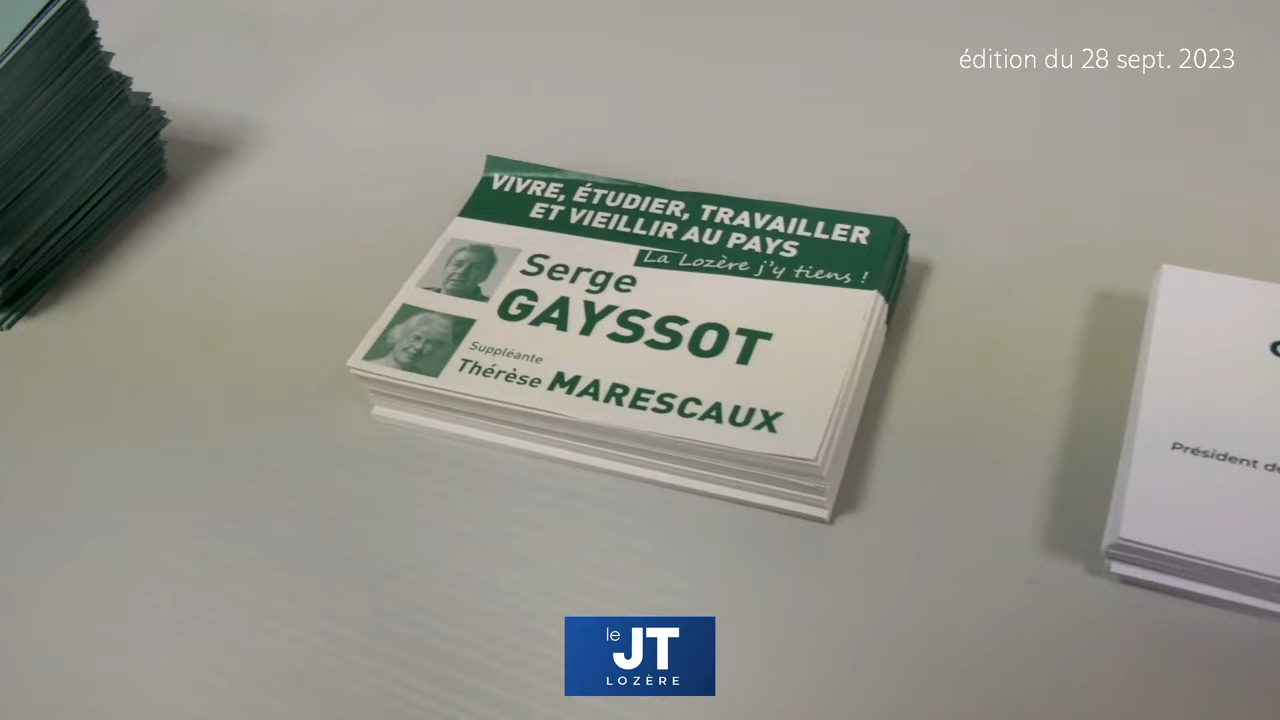 édition du 28 sept. 2023
VIVRE, ÉTUDIER, TRAVAILLER
ET VIEILLIR AU PAYS
La Lozère j'y tiens !
Serge
GAYSSOT
Suppléante
Thérèse MARESCAUX
Président
le JT
LOZÈRE